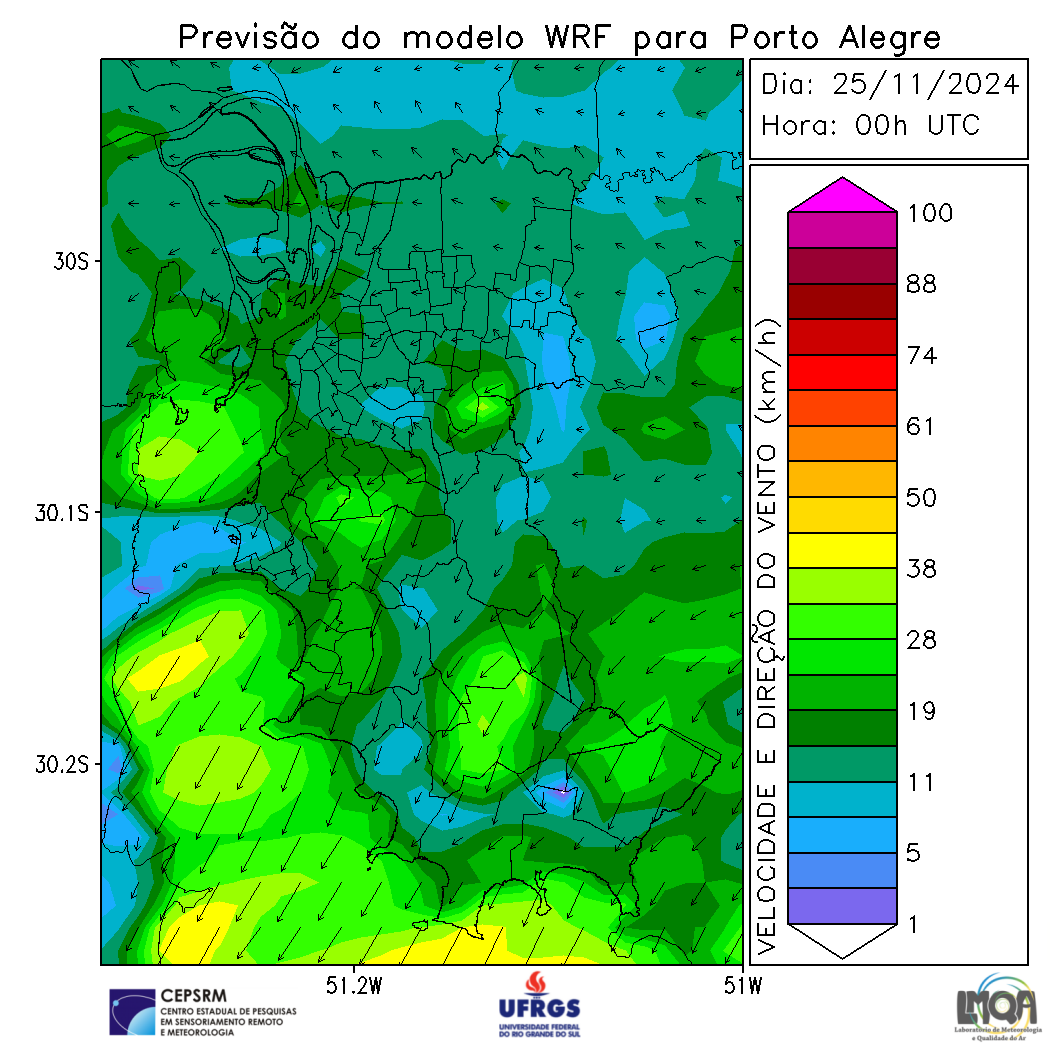 Previsão do modelo WRF para Porto Alegre
Dia: 25/11/2024
Hora: 00h UTC
100
88
74
61
50
38
28
19
11
5
1
VELOCIDADE E DIREÇÃO DO VENTO (km/h)
30S
30.1S
30.2S
51.2W
51W
CEPSRM
CENTRO ESTADUAL DE PESQUISAS
EM SENSORIAMENTO REMOTO
E METEOROLOGIA
UFRGS
UNIVERSIDADE FEDERAL
DO RIO GRANDE DO SUL
LMQA
Laboratório de Meteorologia
e Qualidade do Ar